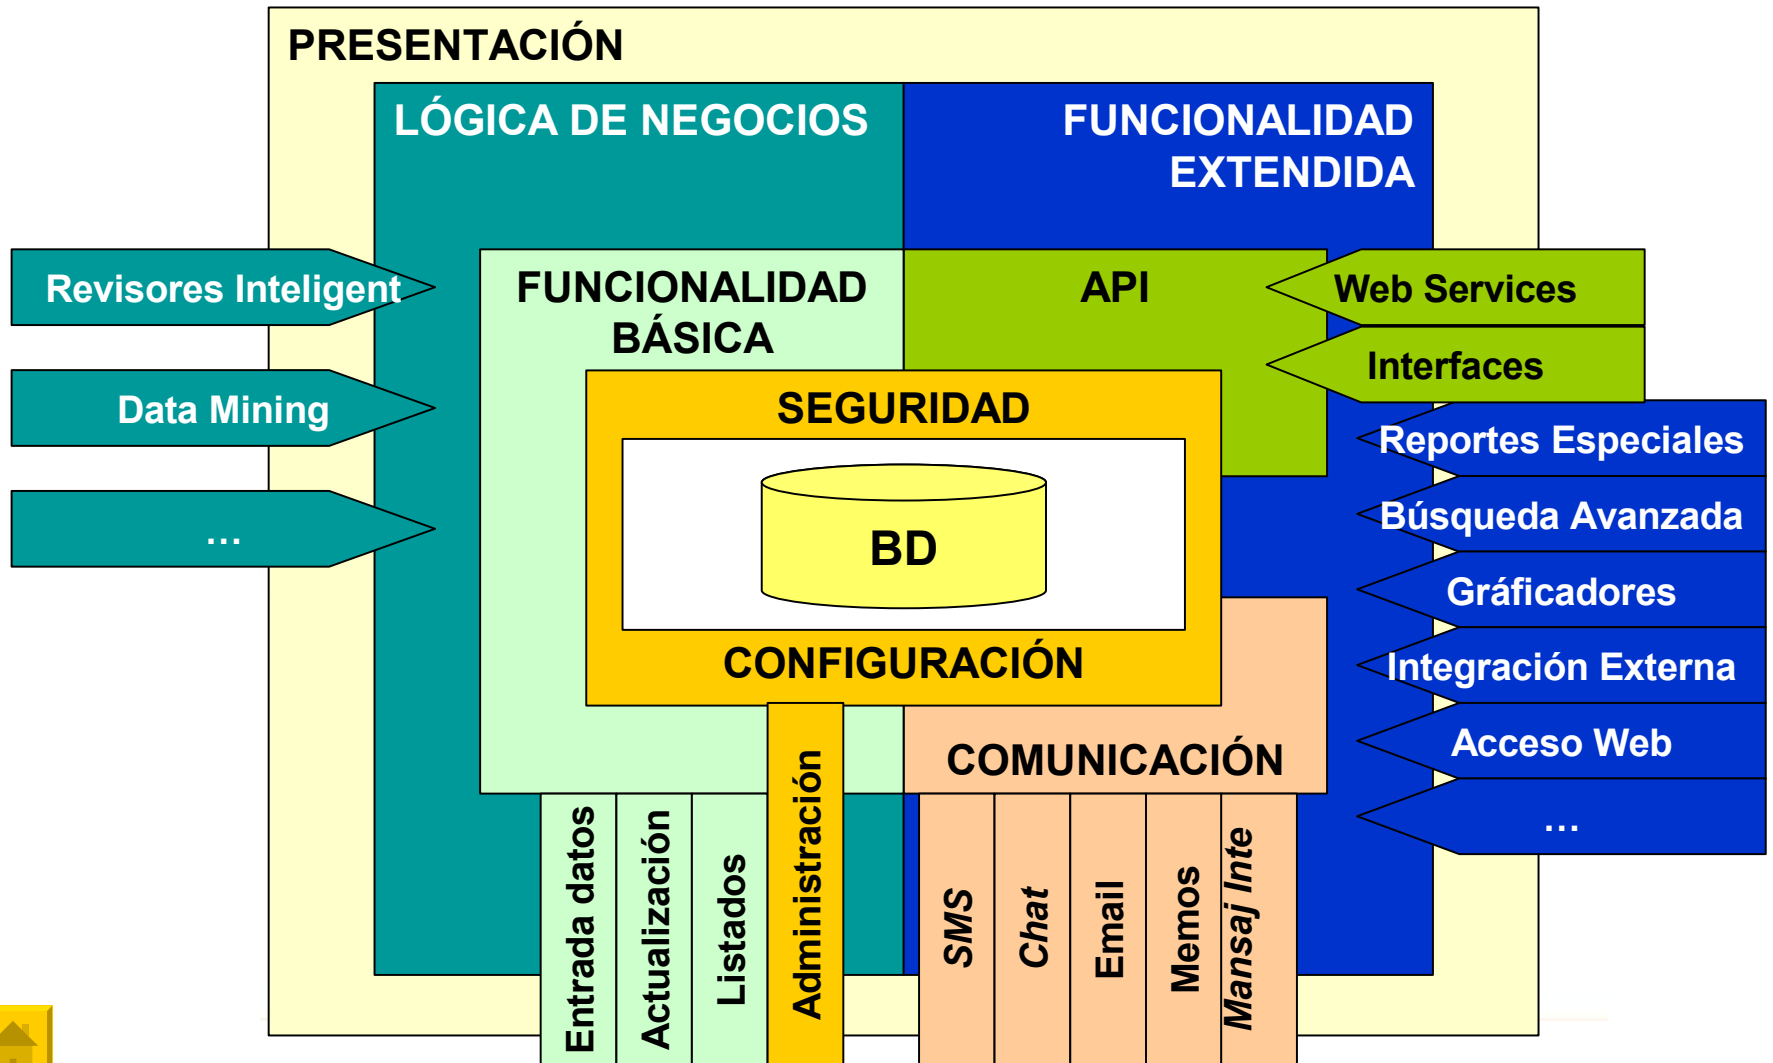 PRESENTACIÓN
LÓGICA DE NEGOCIOS
FUNCIONALIDAD
EXTENDIDA
Revisores Inteligent
Data Mining
…
FUNCIONALIDAD
BÁSICA
API
Web Services
Interfaces
SEGURIDAD
BD
CONFIGURACIÓN
Reportes Especiales
Búsqueda Avanzada
Gráficadores
Integración Externa
Acceso Web
…
COMUNICACIÓN
Entrada datos
Actualización
Listados
Administración
SMS
Chat
Email
Memos
Mansaj Inte